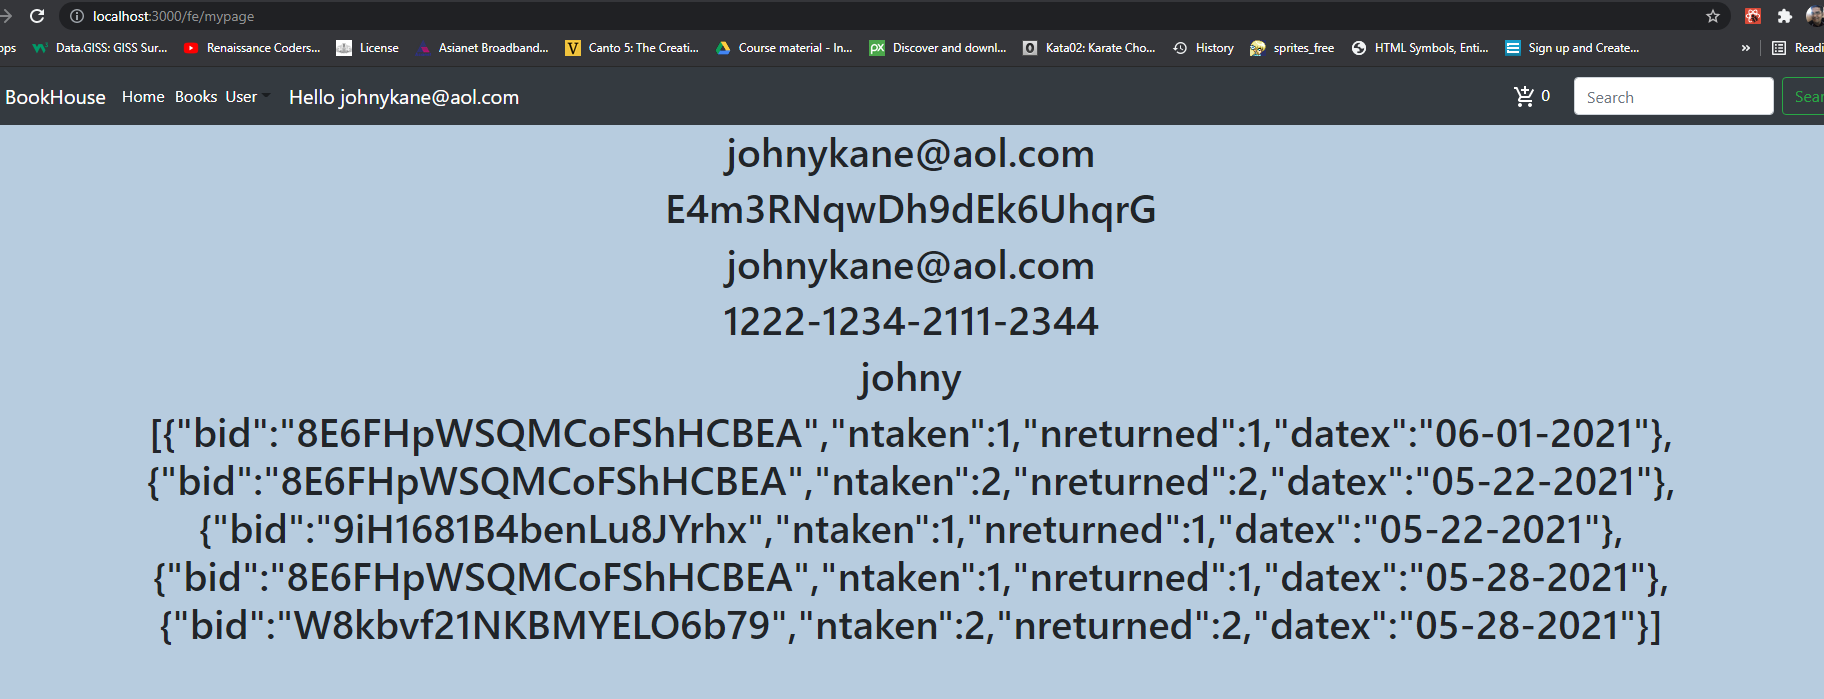 localhost:3000/fe/mypage
ops Data.GISS: GISS Sur... Renaissance Coders... License Asianet Broadband... Canto 5: The Creati... Course material - In... Discover and downl... Kata02: Karate Cho... History sprites_free HTML Symbols, Enti... Sign up and Create... » Readi
BookHouse Home Books User Hello johnykane@aol.com 0 Search Sear
johnykane@aol.com
E4m3RNqwDh9dEk6UhqrG
johnykane@aol.com
1222-1234-2111-2344
johny
[{"bid":"8E6FHpWSQMCoFShHCBEA","ntaken":1,"nreturned":1,"datex":"06-01-2021"},
{"bid":"8E6FHpWSQMCoFShHCBEA","ntaken":2,"nreturned":2,"datex":"05-22-2021"},
{"bid":"9iH1681B4benLu8JYrhx","ntaken":1,"nreturned":1,"datex":"05-22-2021"},
{"bid":"8E6FHpWSQMCoFShHCBEA","ntaken":1,"nreturned":1,"datex":"05-28-2021"},
{"bid":"W8kbvf21NKBMYELO6b79","ntaken":2,"nreturned":2,"datex":"05-28-2021"}]